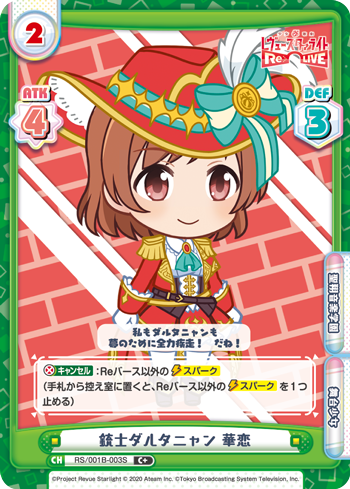 2
少女☆歌劇
レヴュースタァライト
Re LIVE
ATK
4
DEF
3
聖翔音楽学園
舞台少女
私もダルタニャンも
夢のために全力疾走！ だね！
キャンセル：Reバース以外のスパーク
（手札から控え室に置くと、Reバース以外のスパークを１つ
止める）
銃士ダルタニャン 華恋
CH RS/001B-003S C+
Project Revue Starlight © 2020 Ateam Inc. ©Tokyo Broadcasting System Television, Inc.